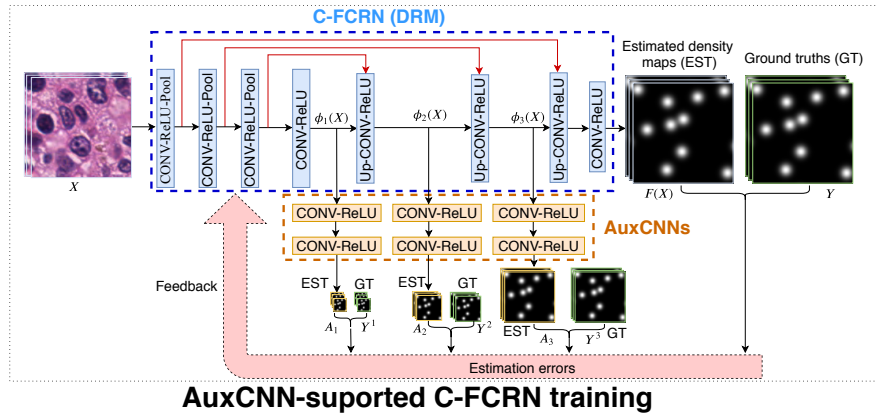 C-FCRN (DRM)
Estimated density
maps (EST)
Ground truths (GT)
CONV-ReLU-Pool
CONV-ReLU-Pool
CONV-ReLU-Pool
CONV-ReLU
ϕ₁(X)
Up-CONV-ReLU
ϕ₂(X)
Up-CONV-ReLU
ϕ₃(X)
Up-CONV-ReLU
CONV-ReLU
X
F(X)
Y
CONV-ReLU
CONV-ReLU
CONV-ReLU
AuxCNNs
CONV-ReLU
CONV-ReLU
CONV-ReLU
Feedback
EST
GT
EST
GT
A₁
Y¹
A₂
Y²
EST
A₃
Y³
GT
Estimation errors
AuxCNN-suported C-FCRN training